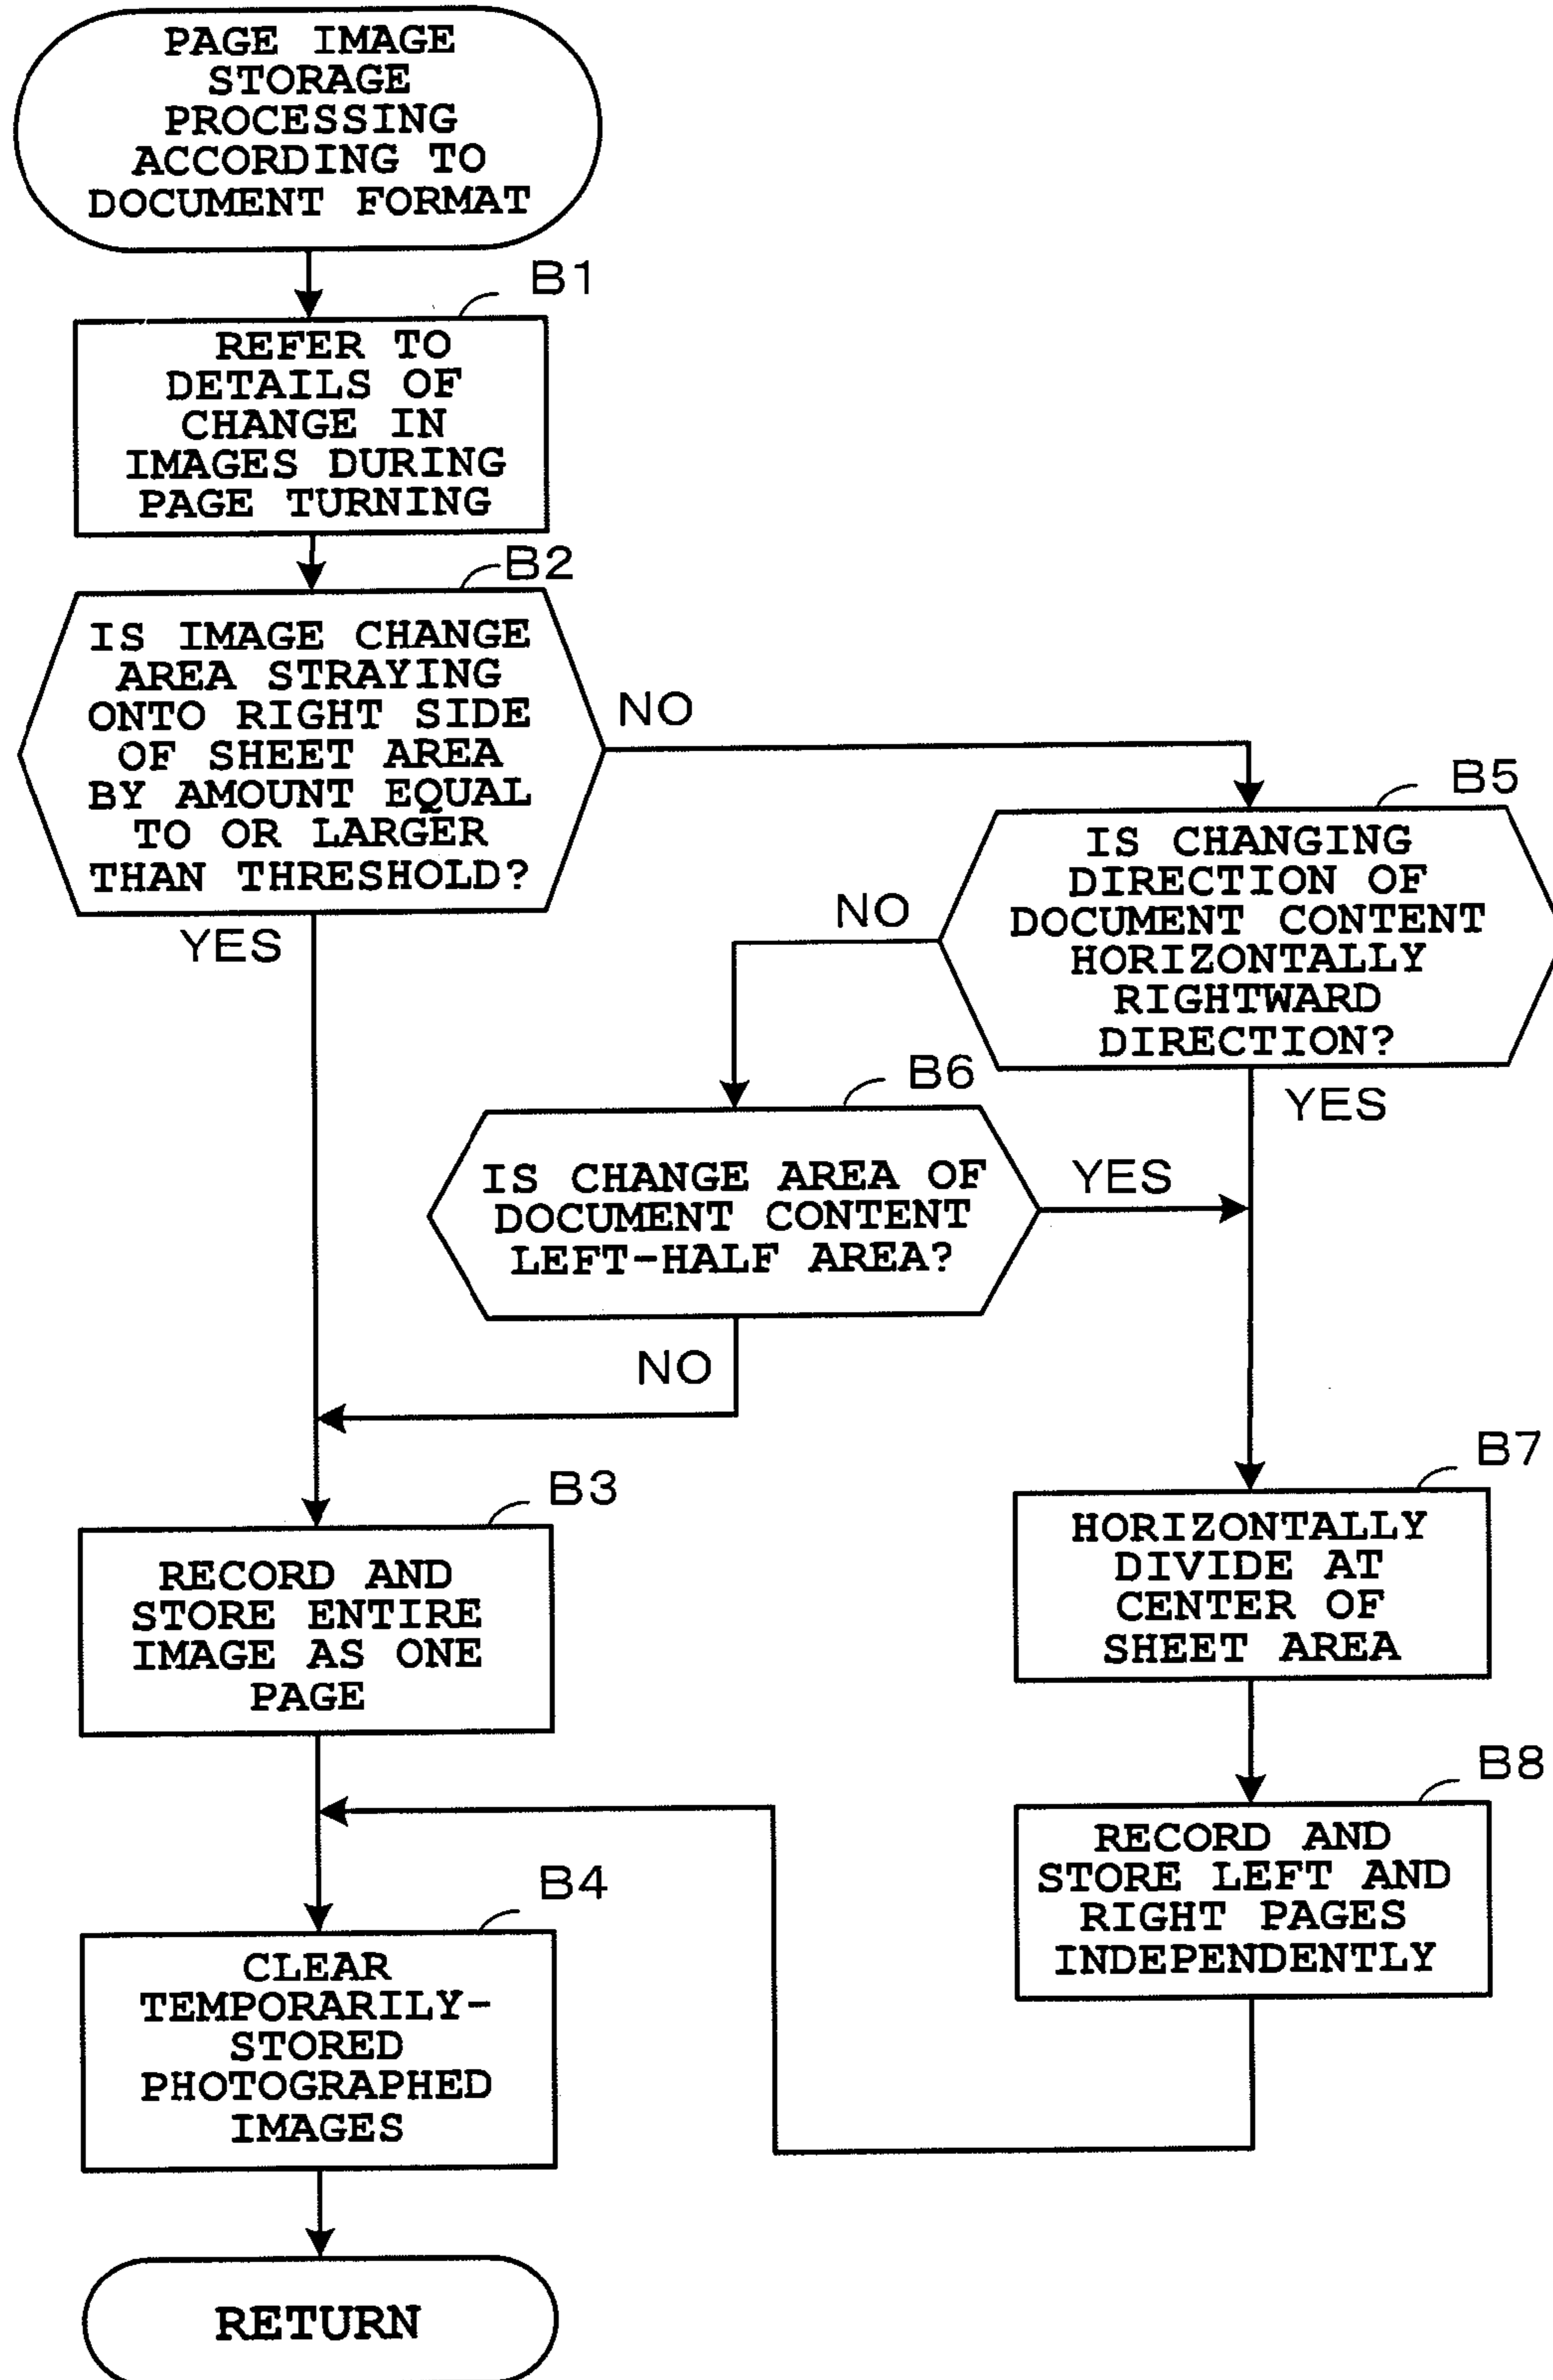 PAGE IMAGE
STORAGE
PROCESSING
ACCORDING TO
DOCUMENT FORMAT
B1
REFER TO
DETAILS OF
CHANGE IN
IMAGES DURING
PAGE TURNING
B2
IS IMAGE CHANGE
AREA STRAYING
ONTO RIGHT SIDE
OF SHEET AREA
BY AMOUNT EQUAL
TO OR LARGER
THAN THRESHOLD?
NO
YES
B5
IS CHANGING
DIRECTION OF
DOCUMENT CONTENT
HORIZONTALLY
RIGHTWARD
DIRECTION?
NO
YES
B6
IS CHANGE AREA OF
DOCUMENT CONTENT
LEFT-HALF AREA?
YES
NO
B3
RECORD AND
STORE ENTIRE
IMAGE AS ONE
PAGE
B7
HORIZONTALLY
DIVIDE AT
CENTER OF
SHEET AREA
B8
RECORD AND
STORE LEFT AND
RIGHT PAGES
INDEPENDENTLY
B4
CLEAR
TEMPORARILY-
STORED
PHOTOGRAPHED
IMAGES
RETURN